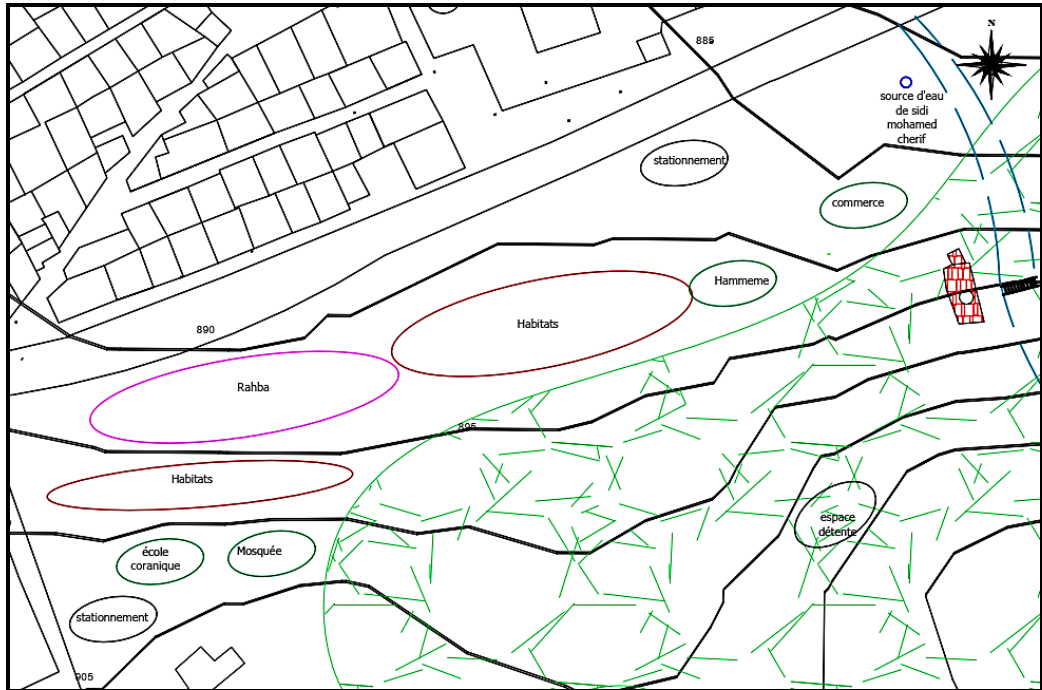 N
885
source d'eau
de sidi
mohamed
cherif
stationnement
commerce
Hammeme
Habitats
890
Rahba
895
Habitats
espace
détente
école
coranique
Mosquée
stationnement
905